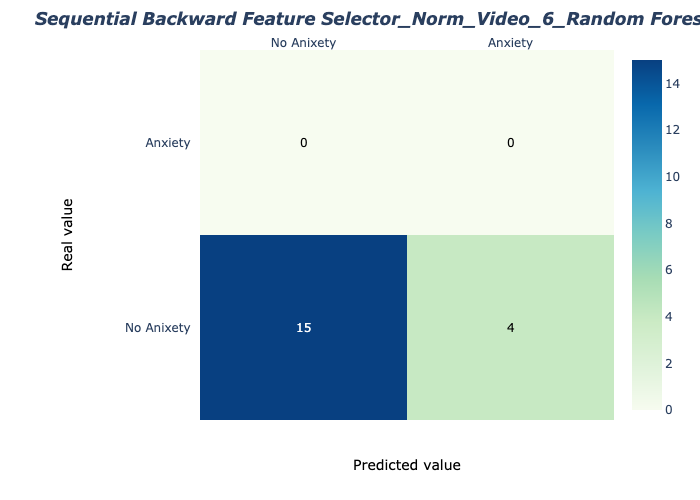 Sequential Backward Feature Selector_Norm_Video_6_Random
No Anixety Anxiety
14
12
Anxiety 0 0
10
8
Real value
6
No Anixety 15 4
4
2
0
Predicted value